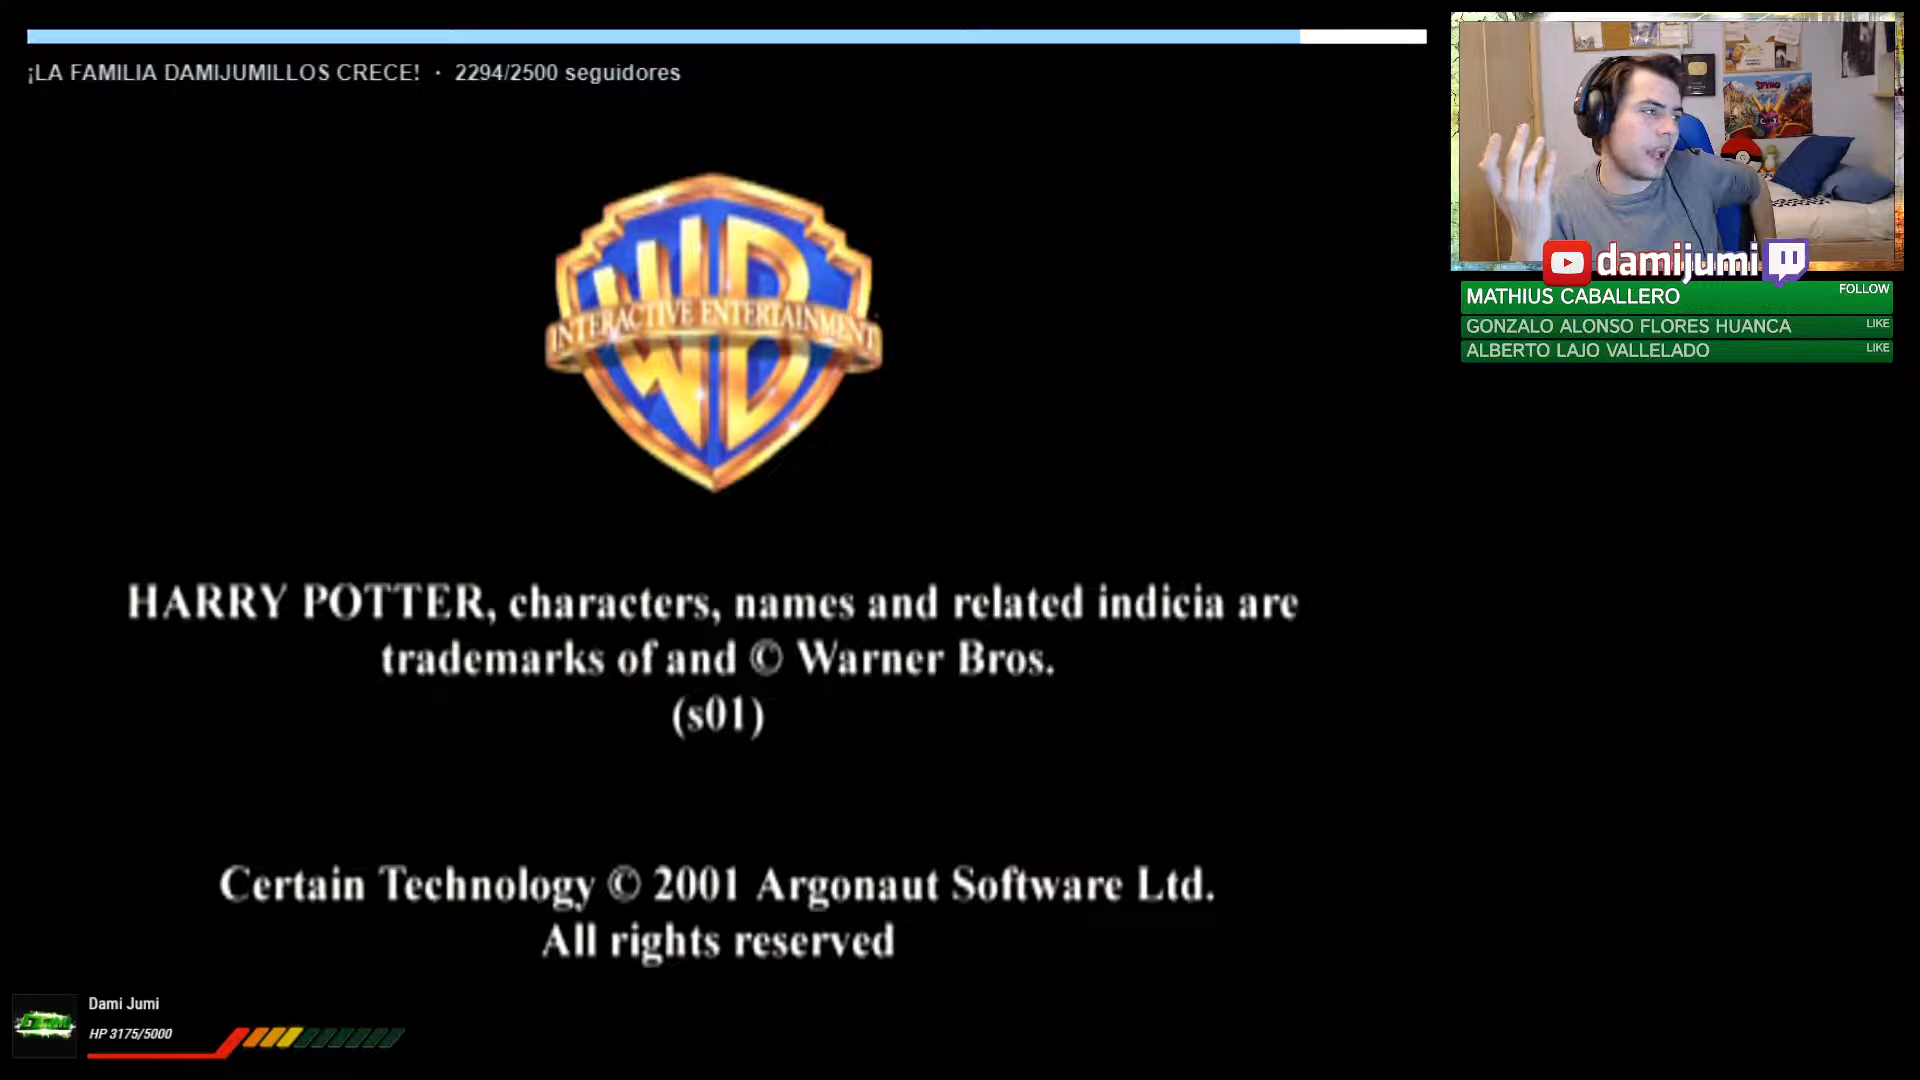 ¡LA FAMILIA DAMIJUMILLOS CRECE! · 2294/2500 seguidores
WB
INTERACTIVE ENTERTAINMENT
HARRY POTTER, characters, names and related indicia are
trademarks of and © Warner Bros.
(s01)
Certain Technology © 2001 Argonaut Software Ltd.
All rights reserved
SPYRO
damijumi
MATHIUS CABALLERO FOLLOW
GONZALO ALONSO FLORES HUANCA LIKE
ALBERTO LAJO VALLELADO LIKE
Dami Jumi
HP 3175/5000